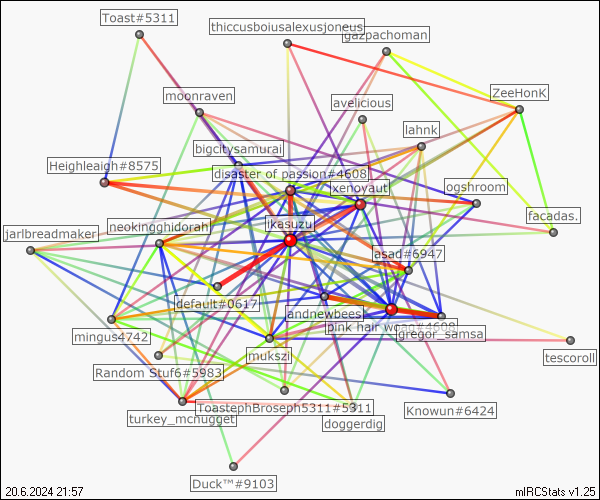 Toast#5311
thiccusboiusalexusjoneus
gazpachoman
moonraven
avelicious
ZeeHonK
lahnk
bigcitysamurai
Heighleaigh#8575
disaster of passion#4608
xenoyaut
ogshroom
jarlbreadmaker
neokingghidorah
ikasuzu
facadas.
asad#6947
default#0617
andnewbees
pink hair woao#4608
gregor_samsa
mingus4742
mukszi
tescoroll
Random Stuf6#5983
ToastephBroseph5311#5311
turkey_mcnugget
doggerdig
Knowun#6424
Duck™#9103
20.6.2024 21:57
mIRCStats v1.25